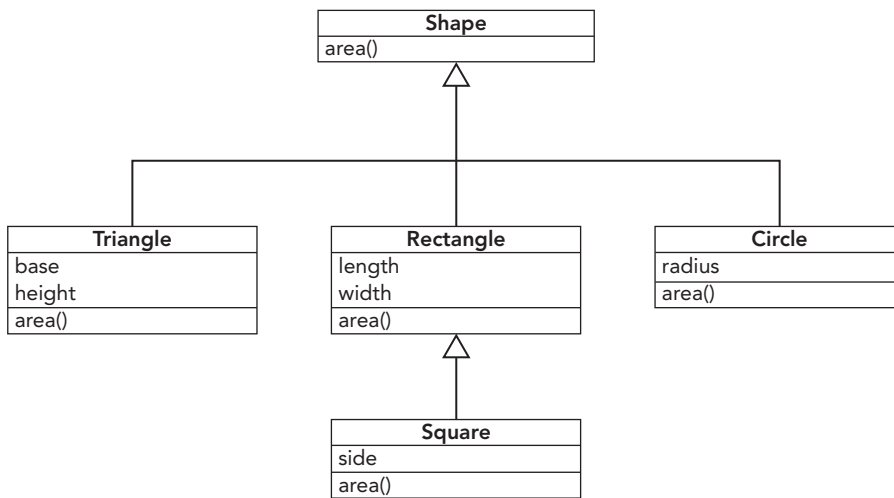 Shape
area()
Triangle
base
height
area()
Rectangle
length
width
area()
Circle
radius
area()
Square
side
area()